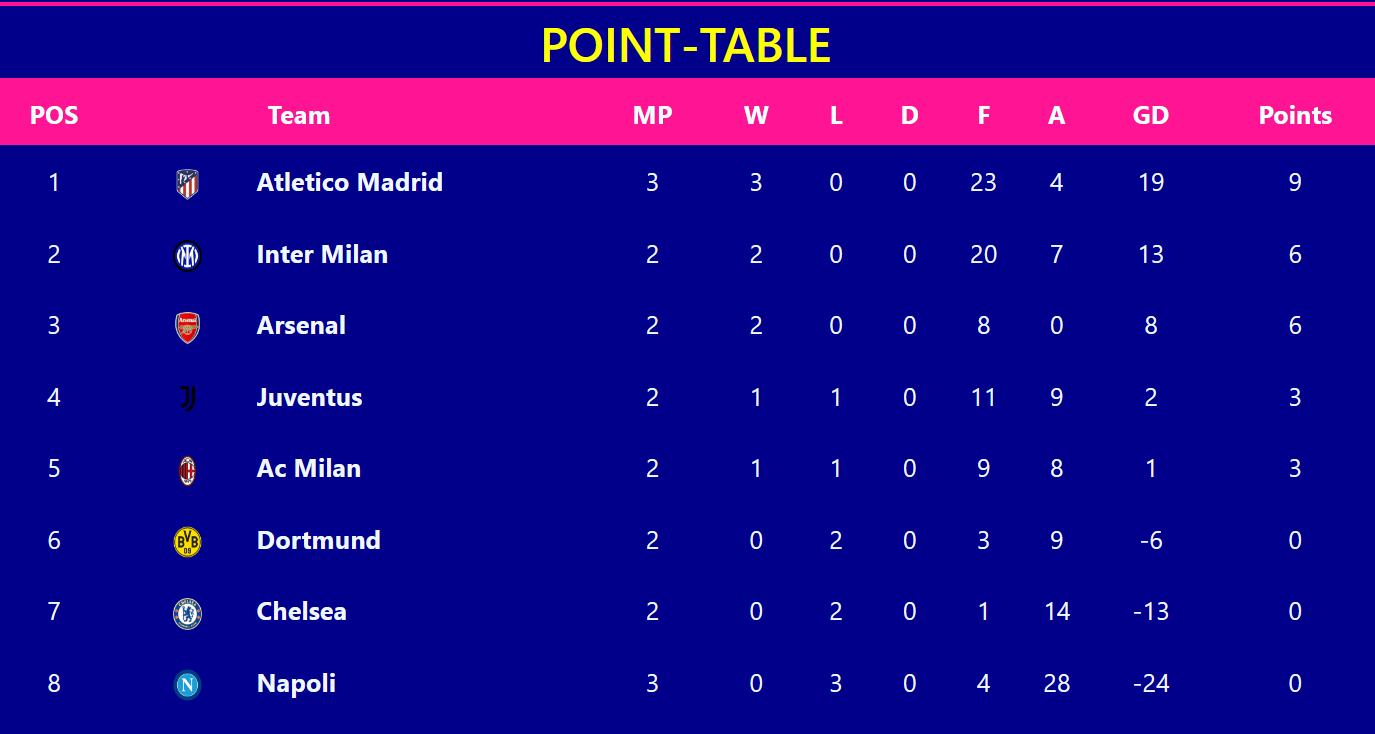 POINT-TABLE
POS Team MP W L D F A GD Points
1 Atletico Madrid 3 3 0 0 23 4 19 9
2 Inter Milan 2 2 0 0 20 7 13 6
3 Arsenal 2 2 0 0 8 0 8 6
4 Juventus 2 1 1 0 11 9 2 3
5 Ac Milan 2 1 1 0 9 8 1 3
6 BVB 09 Dortmund 2 0 2 0 3 9 -6 0
7 Chelsea 2 0 2 0 1 14 -13 0
8 N Napoli 3 0 3 0 4 28 -24 0